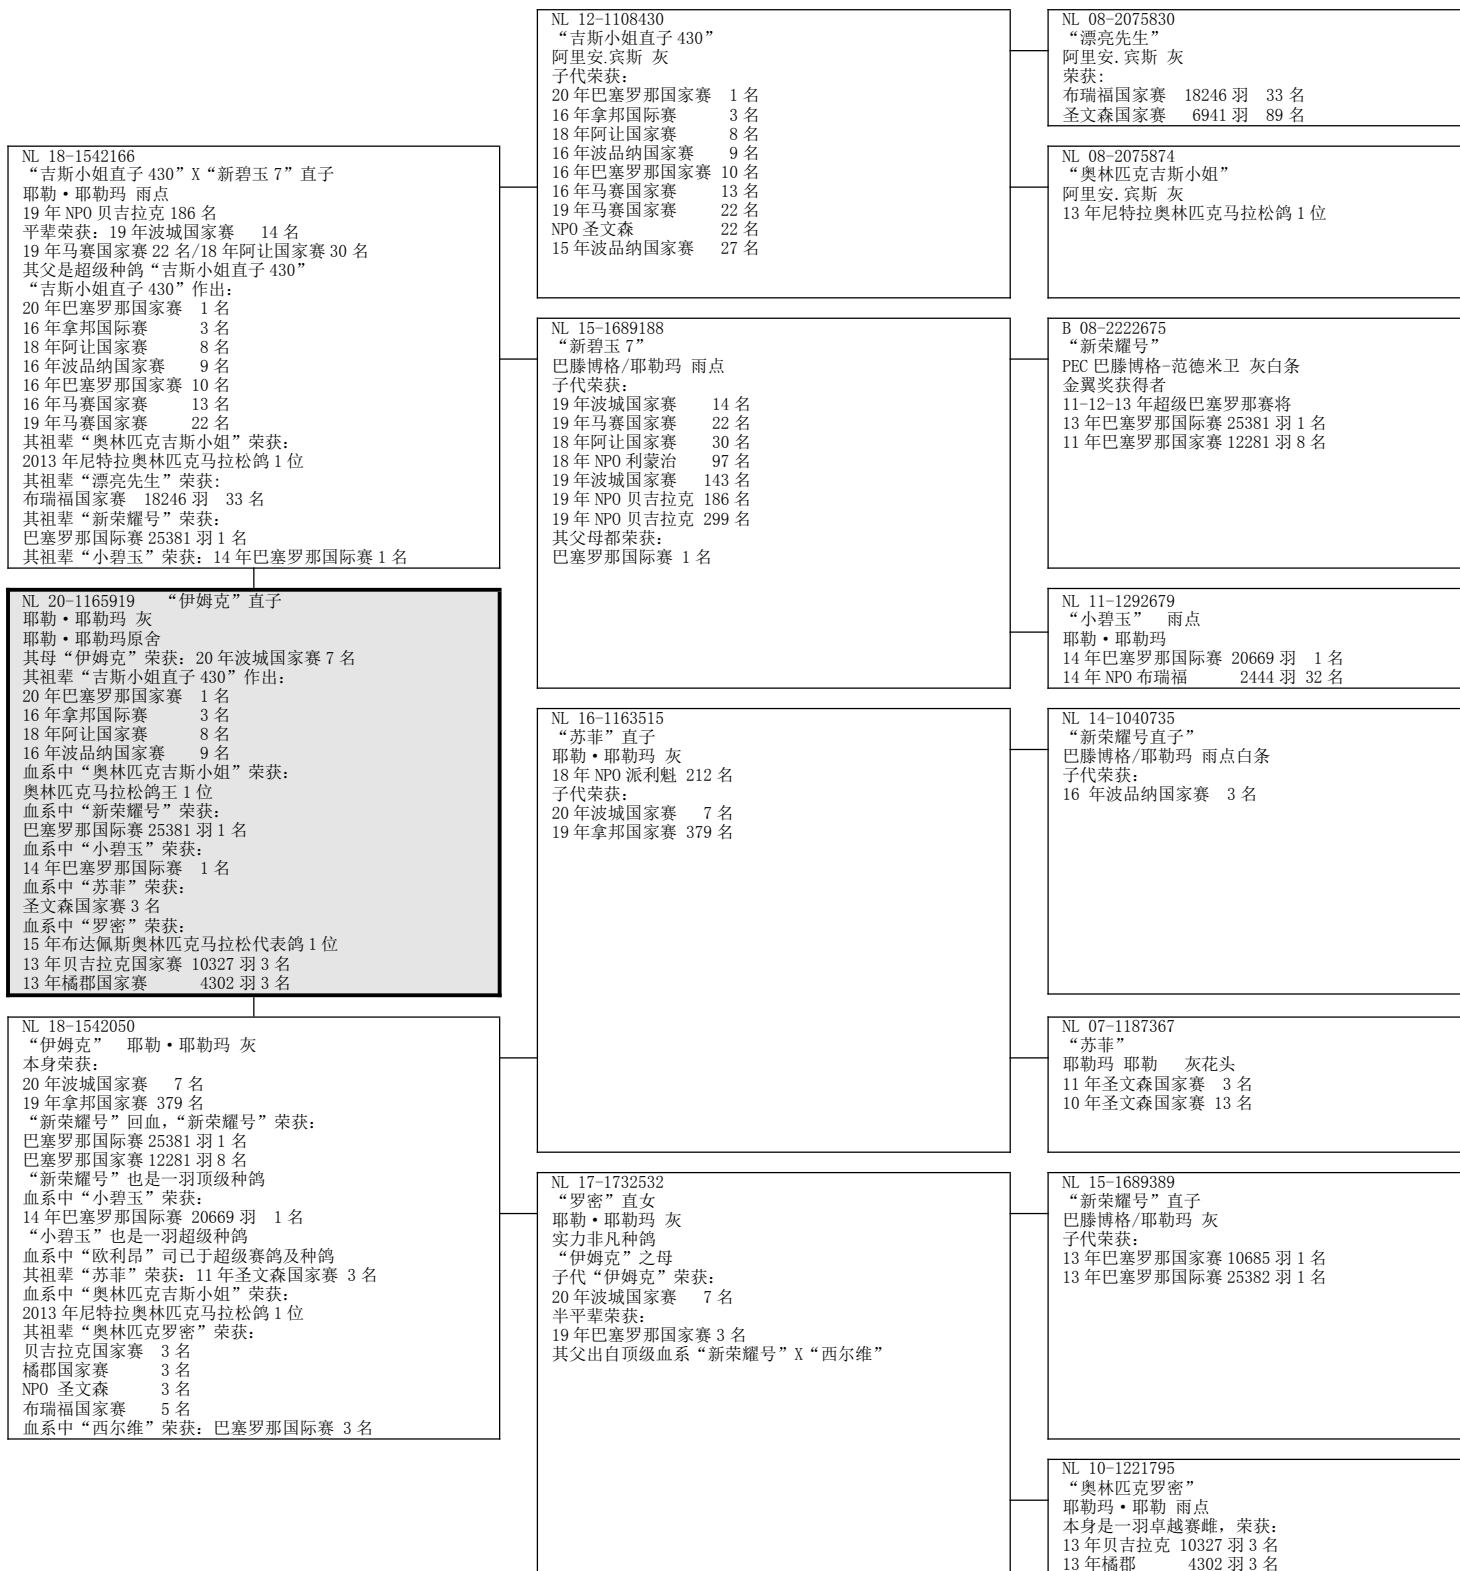 NL 18-1542166
“吉斯小姐直子 430”X“新碧玉 7”直子
耶勒·耶勒玛 雨点
19 年 NPO 贝吉拉克 186 名
平辈荣获：19 年波城国家赛 14 名
19 年马赛国家赛 22 名/18 年阿让国家赛 30 名
其父是超级种鸽“吉斯小姐直子 430”
“吉斯小姐直子 430”作出：
20 年巴塞罗那国家赛 1 名
16 年拿邦国际赛 3 名
18 年阿让国家赛 8 名
16 年波品纳国家赛 9 名
16 年巴塞罗那国家赛 10 名
16 年马赛国家赛 13 名
19 年马赛国家赛 22 名
其祖辈“奥林匹克吉斯小姐”荣获：
2013 年尼特拉奥林匹克马拉松鸽 1 位
其祖辈“漂亮先生”荣获：
布瑞福国家赛 18246 羽 33 名
其祖辈“新荣耀号”荣获：
巴塞罗那国际赛 25381 羽 1 名
其祖辈“小碧玉”荣获：14 年巴塞罗那国际赛 1 名
NL 20-1165919 “伊姆克”直子
耶勒·耶勒玛 灰
耶勒·耶勒玛原舍
其母“伊姆克”荣获：20 年波城国家赛 7 名
其祖辈“吉斯小姐直子 430”作出：
20 年巴塞罗那国家赛 1 名
16 年拿邦国际赛 3 名
18 年阿让国家赛 8 名
16 年波品纳国家赛 9 名
血系中“奥林匹克吉斯小姐”荣获：
奥林匹克马拉松鸽王 1 位
血系中“新荣耀号”荣获：
巴塞罗那国际赛 25381 羽 1 名
血系中“小碧玉”荣获：
14 年巴塞罗那国际赛 1 名
血系中“苏菲”荣获：
圣文森国家赛 3 名
血系中“罗密”荣获：
15 年布达佩斯奥林匹克马拉松代表鸽 1 位
13 年贝吉拉克国家赛 10327 羽 3 名
13 年橘郡国家赛 4302 羽 3 名
NL 18-1542050
“伊姆克” 耶勒·耶勒玛 灰
本身荣获：
20 年波城国家赛 7 名
19 年拿邦国家赛 379 名
“新荣耀号”回血，“新荣耀号”荣获：
巴塞罗那国际赛 25381 羽 1 名
巴塞罗那国家赛 12281 羽 8 名
“新荣耀号”也是一羽顶级种鸽
血系中“小碧玉”荣获：
14 年巴塞罗那国际赛 20669 羽 1 名
“小碧玉”也是一羽超级种鸽
血系中“欧利昂”司已于超级赛鸽及种鸽
其祖辈“苏菲”荣获：11 年圣文森国家赛 3 名
血系中“奥林匹克吉斯小姐”荣获：
2013 年尼特拉奥林匹克马拉松鸽 1 位
其祖辈“奥林匹克罗密”荣获：
贝吉拉克国家赛 3 名
橘郡国家赛 3 名
NPO 圣文森 3 名
布瑞福国家赛 5 名
血系中“西尔维”荣获：巴塞罗那国际赛 3 名
NL 12-1108430
“吉斯小姐直子 430”
阿里安.宾斯 灰
子代荣获：
20 年巴塞罗那国家赛 1 名
16 年拿邦国际赛 3 名
18 年阿让国家赛 8 名
16 年波品纳国家赛 9 名
16 年巴塞罗那国家赛 10 名
16 年马赛国家赛 13 名
19 年马赛国家赛 22 名
NPO 圣文森 22 名
15 年波品纳国家赛 27 名
NL 15-1689188
“新碧玉 7”
巴滕博格/耶勒玛 雨点
子代荣获：
19 年波城国家赛 14 名
19 年马赛国家赛 22 名
18 年阿让国家赛 30 名
18 年 NPO 利蒙治 97 名
19 年波城国家赛 143 名
19 年 NPO 贝吉拉克 186 名
19 年 NPO 贝吉拉克 299 名
其父母都荣获：
巴塞罗那国际赛 1 名
NL 16-1163515
“苏菲”直子
耶勒·耶勒玛 灰
18 年 NPO 派利魁 212 名
子代荣获：
20 年波城国家赛 7 名
19 年拿邦国家赛 379 名
NL 17-1732532
“罗密”直女
耶勒·耶勒玛 灰
实力非凡种鸽
“伊姆克”之母
子代“伊姆克”荣获：
20 年波城国家赛 7 名
半平辈荣获：
19 年巴塞罗那国家赛 3 名
其父出自顶级血系“新荣耀号”X“西尔维”
NL 08-2075830
“漂亮先生”
阿里安.宾斯 灰
荣获：
布瑞福国家赛 18246 羽 33 名
圣文森国家赛 6941 羽 89 名
NL 08-2075874
“奥林匹克吉斯小姐”
阿里安.宾斯 灰
13 年尼特拉奥林匹克马拉松鸽 1 位
B 08-2222675
“新荣耀号”
PEC 巴滕博格-范德米卫 灰白条
金翼奖获得者
11-12-13 年超级巴塞罗那赛将
13 年巴塞罗那国际赛 25381 羽 1 名
11 年巴塞罗那国家赛 12281 羽 8 名
NL 11-1292679
“小碧玉” 雨点
耶勒·耶勒玛
14 年巴塞罗那国际赛 20669 羽 1 名
14 年 NPO 布瑞福 2444 羽 32 名
NL 14-1040735
“新荣耀号直子”
巴滕博格/耶勒玛 雨点白条
子代荣获：
16 年波品纳国家赛 3 名
NL 07-1187367
“苏菲”
耶勒玛 耶勒 灰花头
11 年圣文森国家赛 3 名
10 年圣文森国家赛 13 名
NL 15-1689389
“新荣耀号”直子
巴滕博格/耶勒玛 灰
子代荣获：
13 年巴塞罗那国家赛 10685 羽 1 名
13 年巴塞罗那国际赛 25382 羽 1 名
NL 10-1221795
“奥林匹克罗密”
耶勒玛·耶勒 雨点
本身是一羽卓越赛雌，荣获：
13 年贝吉拉克 10327 羽 3 名
13 年橘郡 4302 羽 3 名